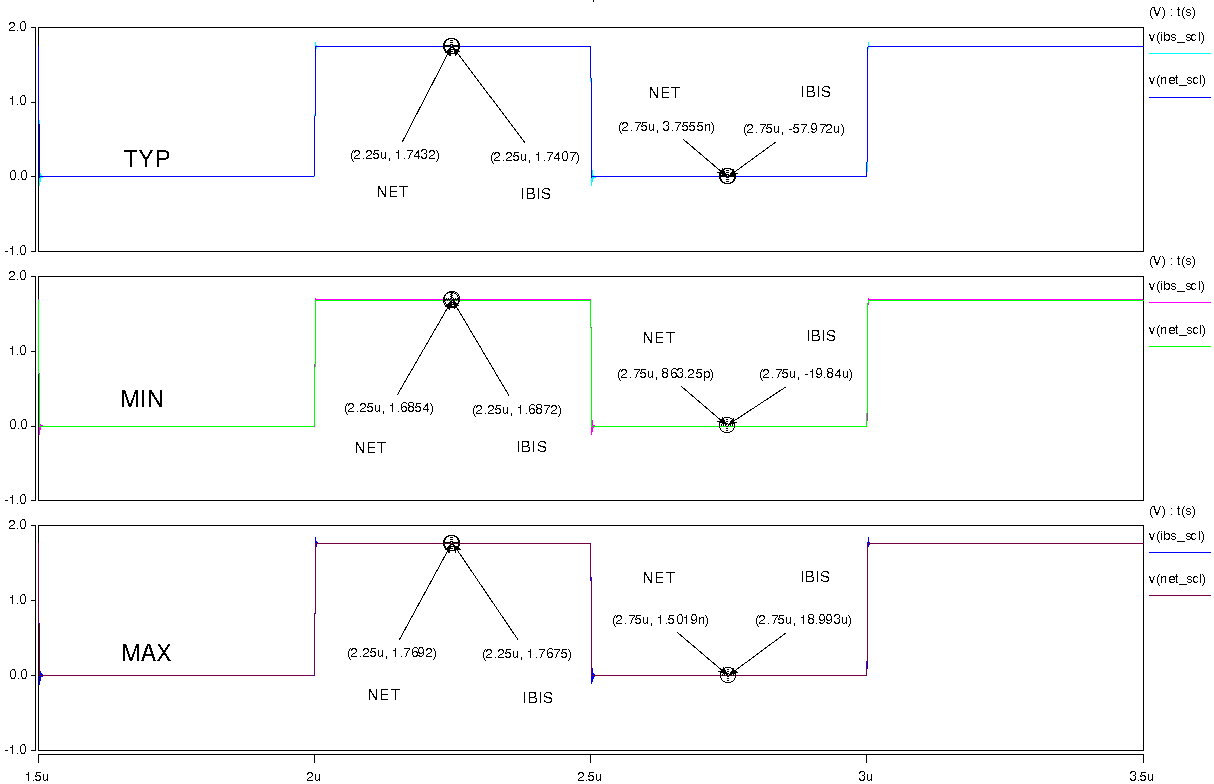 (V) : t(s)
2.0
v(ibs_scl)
v(net_scl)
NET
IBIS
1.0
(2.75u, 3.7555n)
(2.75u, -57.972u)
TYP
(2.25u, 1.7432)
(2.25u, 1.7407)
0.0
NET
IBIS
-1.0
(V) : t(s)
2.0
v(ibs_scl)
v(net_scl)
NET
IBIS
1.0
(2.75u, 863.25p)
(2.75u, -19.84u)
MIN
(2.25u, 1.6854)
(2.25u, 1.6872)
0.0
NET
IBIS
-1.0
(V) : t(s)
2.0
v(ibs_scl)
v(net_scl)
NET
IBIS
1.0
(2.75u, 1.5019n)
(2.75u, 18.993u)
MAX
(2.25u, 1.7692)
(2.25u, 1.7675)
0.0
NET
IBIS
-1.0
1.5u
2u
2.5u
3u
3.5u